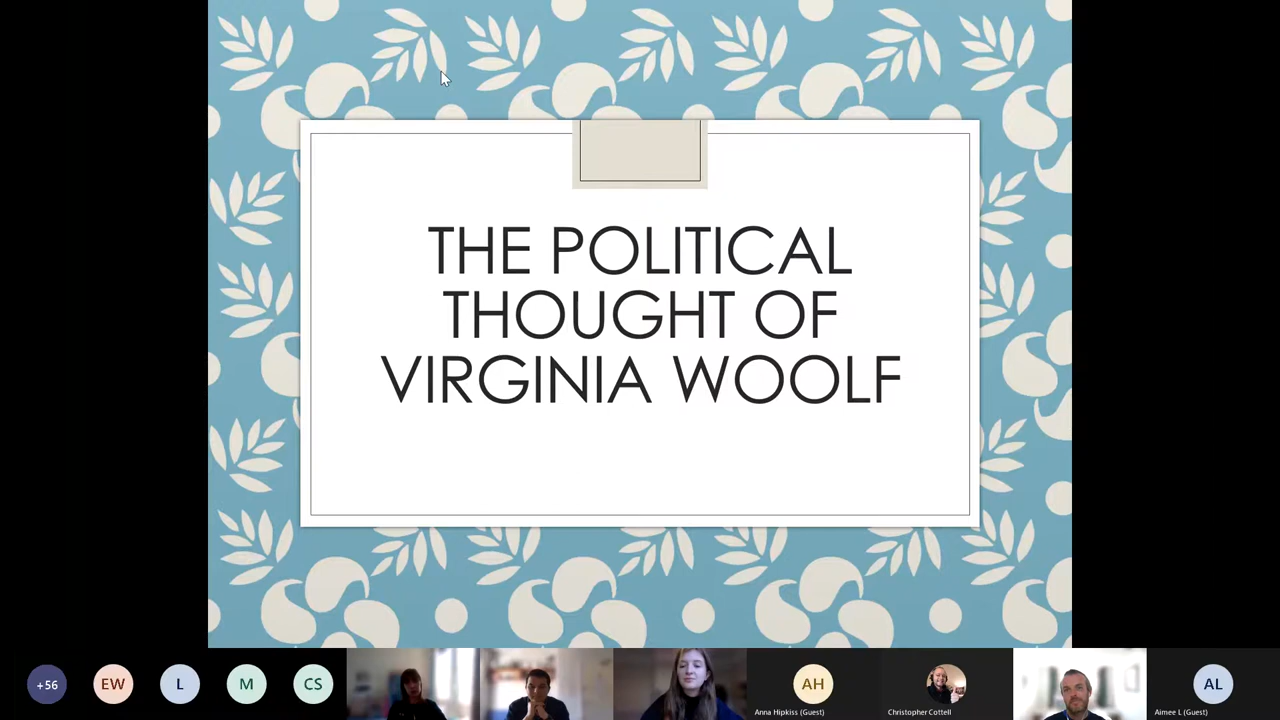 THE POLITICAL
THOUGHT OF
VIRGINIA WOOLF
+56
EW
L
M
CS
AH
Anna Hipkiss (Guest)
Christopher Cottell
AL
Aimee L (Guest)